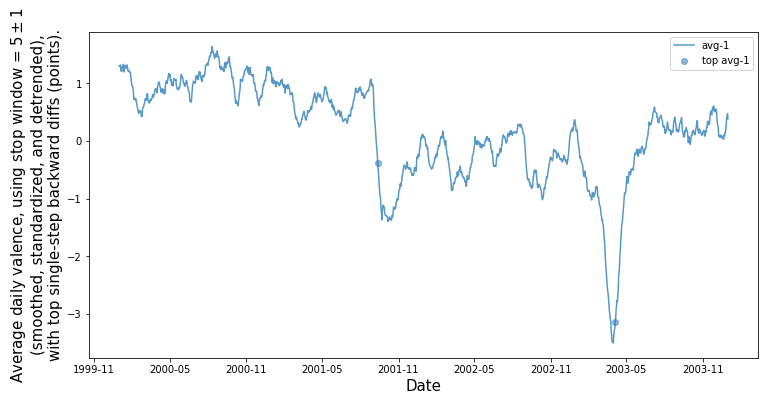 Average daily valence, using stop window = 5 ± 1
(smoothed, standardized, and detrended),
with top single-step backward diffs (points).
avg-1
top avg-1
1
0
−1
−2
−3
1999-11
2000-05
2000-11
2001-05
2001-11
2002-05
2002-11
2003-05
2003-11
Date